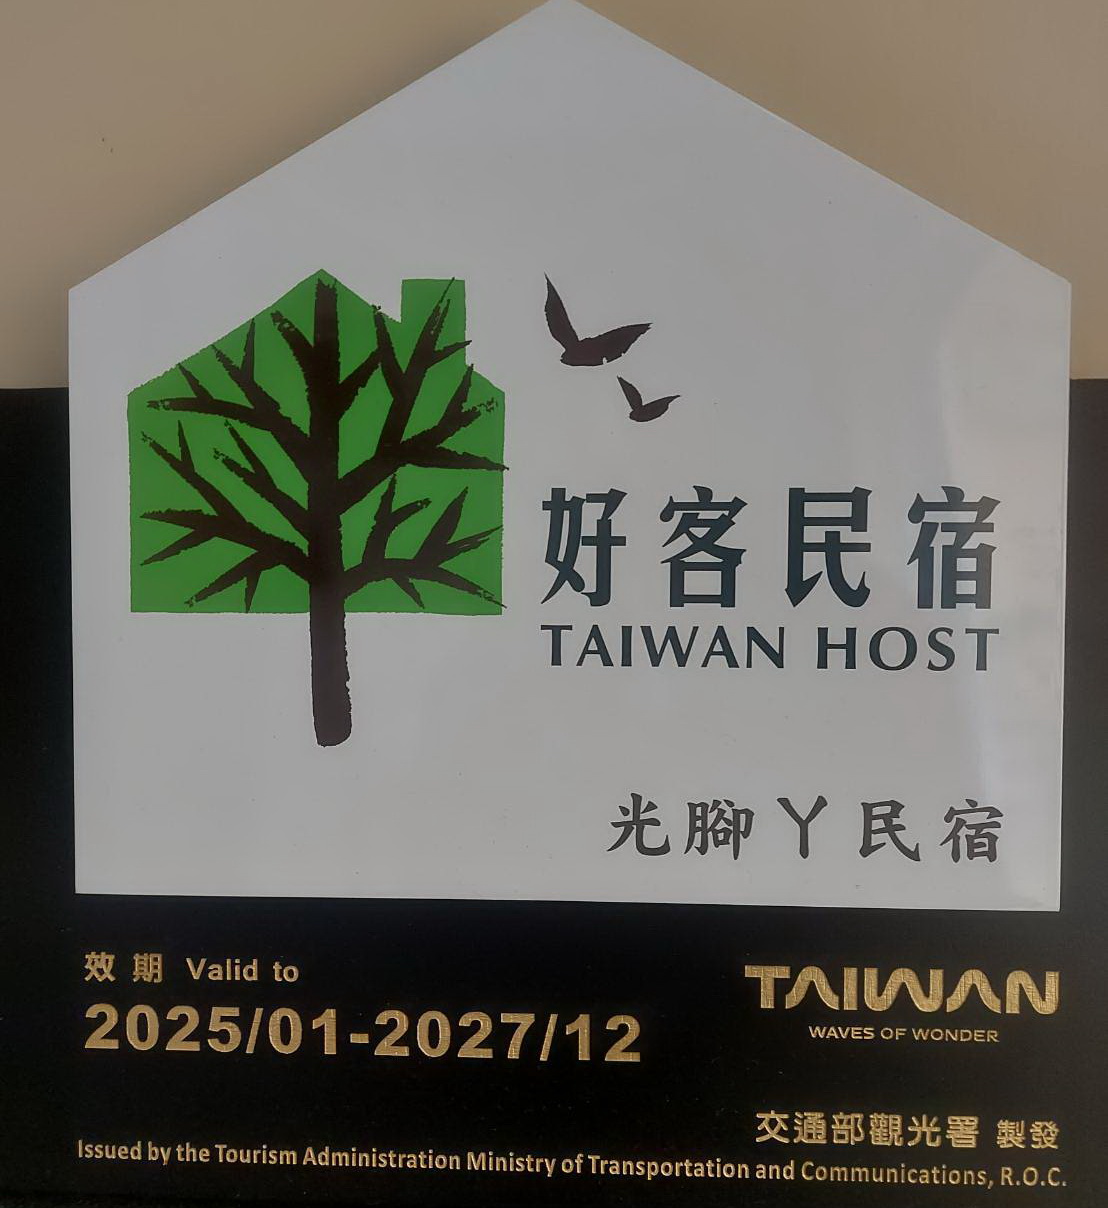 好客民宿
TAIWAN HOST
光腳丫民宿
效期 Valid to
2025/01-2027/12
TAIWAN
WAVES OF WONDER
交通部觀光署 製發
Issued by the Tourism Administration Ministry of Transportation and Communications, R.O.C.